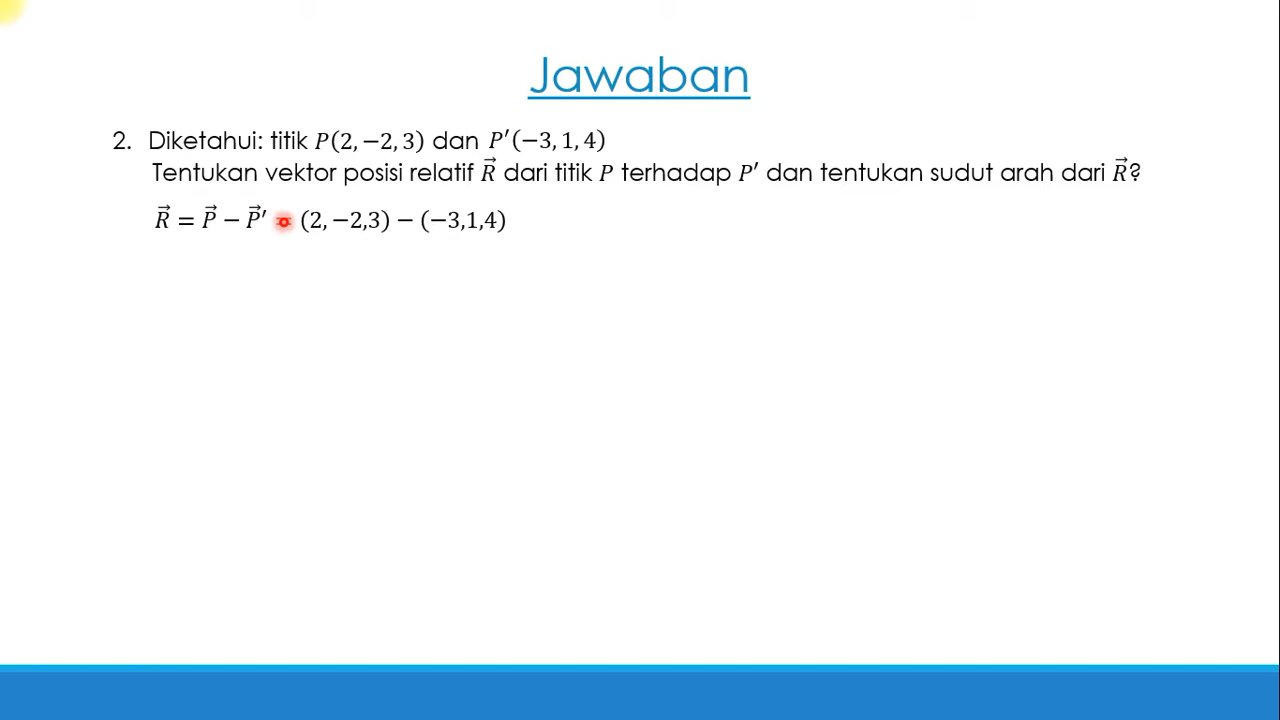 Jawaban
2. Diketahui: titik P(2, −2, 3) dan P′(−3, 1, 4)
Tentukan vektor posisi relatif R⃗ dari titik P terhadap P′ dan tentukan sudut arah dari R⃗?
R⃗ = P⃗ − P⃗′ = (2, −2,3) − (−3,1,4)